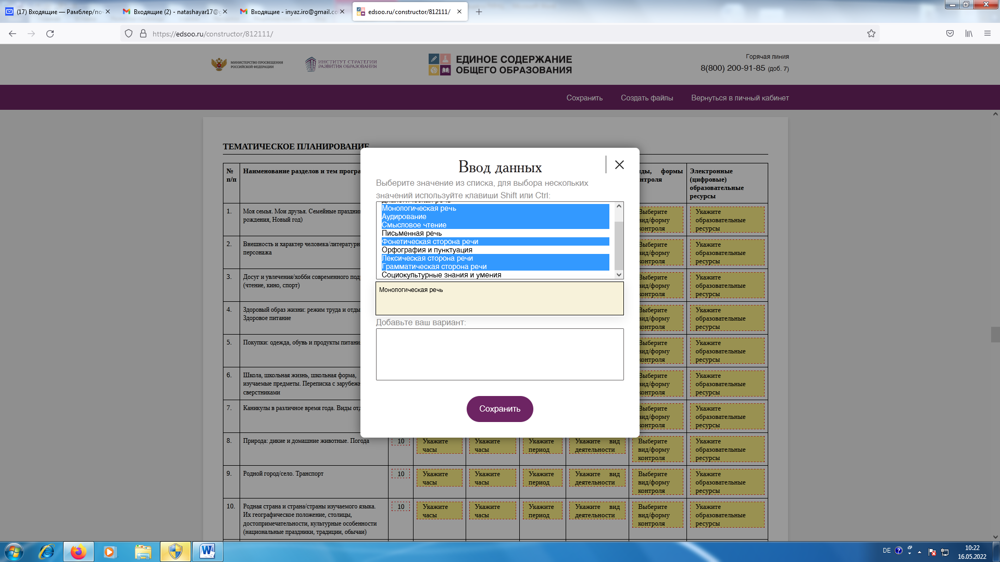 (17) Входящие — Рамблер/по
Входящие (2) - natashayar17@g
Входящие - inyaz.iro@gmail.co
edsoo.ru/constructor/812111/
https://edsoo.ru/constructor/812111/
МИНИСТЕРСТВО ПРОСВЕЩЕНИЯ
РОССИЙСКОЙ ФЕДЕРАЦИИ
ИНСТИТУТ СТРАТЕГИИ
РАЗВИТИЯ ОБРАЗОВАНИЯ
ЕДИНОЕ СОДЕРЖАНИЕ
ОБЩЕГО ОБРАЗОВАНИЯ
Горячая линия
8(800) 200-91-85 (доб. 7)
Сохранить
Создать файлы
Вернуться в личный кабинет
ТЕМАТИЧЕСКОЕ ПЛАНИРОВАНИЕ
№
п/п
Наименование разделов и тем програ
иды, формы
нтроля
Электронные
(цифровые)
образовательные
ресурсы
Ввод данных
Выберите значение из списка, для выбора нескольких
значений используйте клавиши Shift или Ctrl:
Монологическая речь
Аудирование
Смысловое чтение
Письменная речь
Фонетическая сторона речи
Орфография и пунктуация
Лексическая сторона речи
Грамматическая сторона речи
Социокультурные знания и умения
Монологическая речь
Добавьте ваш вариант:
Сохранить
1.
Моя семья. Мои друзья. Семейные праздни
рождения, Новый год)
Выберите
вид/форму
контроля
Укажите
образовательные
ресурсы
2.
Внешность и характер человека/литературн
персонажа
Выберите
вид/форму
контроля
Укажите
образовательные
ресурсы
3.
Досуг и увлечения/хобби современного под
(чтение, кино, спорт)
Выберите
вид/форму
контроля
Укажите
образовательные
ресурсы
4.
Здоровый образ жизни: режим труда и отды
Здоровое питание
Выберите
вид/форму
контроля
Укажите
образовательные
ресурсы
5.
Покупки: одежда, обувь и продукты питани
Выберите
вид/форму
контроля
Укажите
образовательные
ресурсы
6.
Школа, школьная жизнь, школьная форма,
изучаемые предметы. Переписка с зарубежн
сверстниками
Выберите
вид/форму
контроля
Укажите
образовательные
ресурсы
7.
Каникулы в различное время года. Виды отд
Выберите
вид/форму
контроля
Укажите
образовательные
ресурсы
8.
Природа: дикие и домашние животные. Погода
10
Укажите
часы
Укажите
часы
Укажите
период
Укажите вид
деятельности
Выберите
вид/форму
контроля
Укажите
образовательные
ресурсы
9.
Родной город/село. Транспорт
10
Укажите
часы
Укажите
часы
Укажите
период
Укажите вид
деятельности
Выберите
вид/форму
контроля
Укажите
образовательные
ресурсы
10.
Родная страна и страна/страны изучаемого языка.
Их географическое положение, столицы,
достопримечательности, культурные особенности
(национальные праздники, традиции, обычаи)
10
Укажите
часы
Укажите
часы
Укажите
период
Укажите вид
деятельности
Выберите
вид/форму
контроля
Укажите
образовательные
ресурсы
DE
10:22
16.05.2022